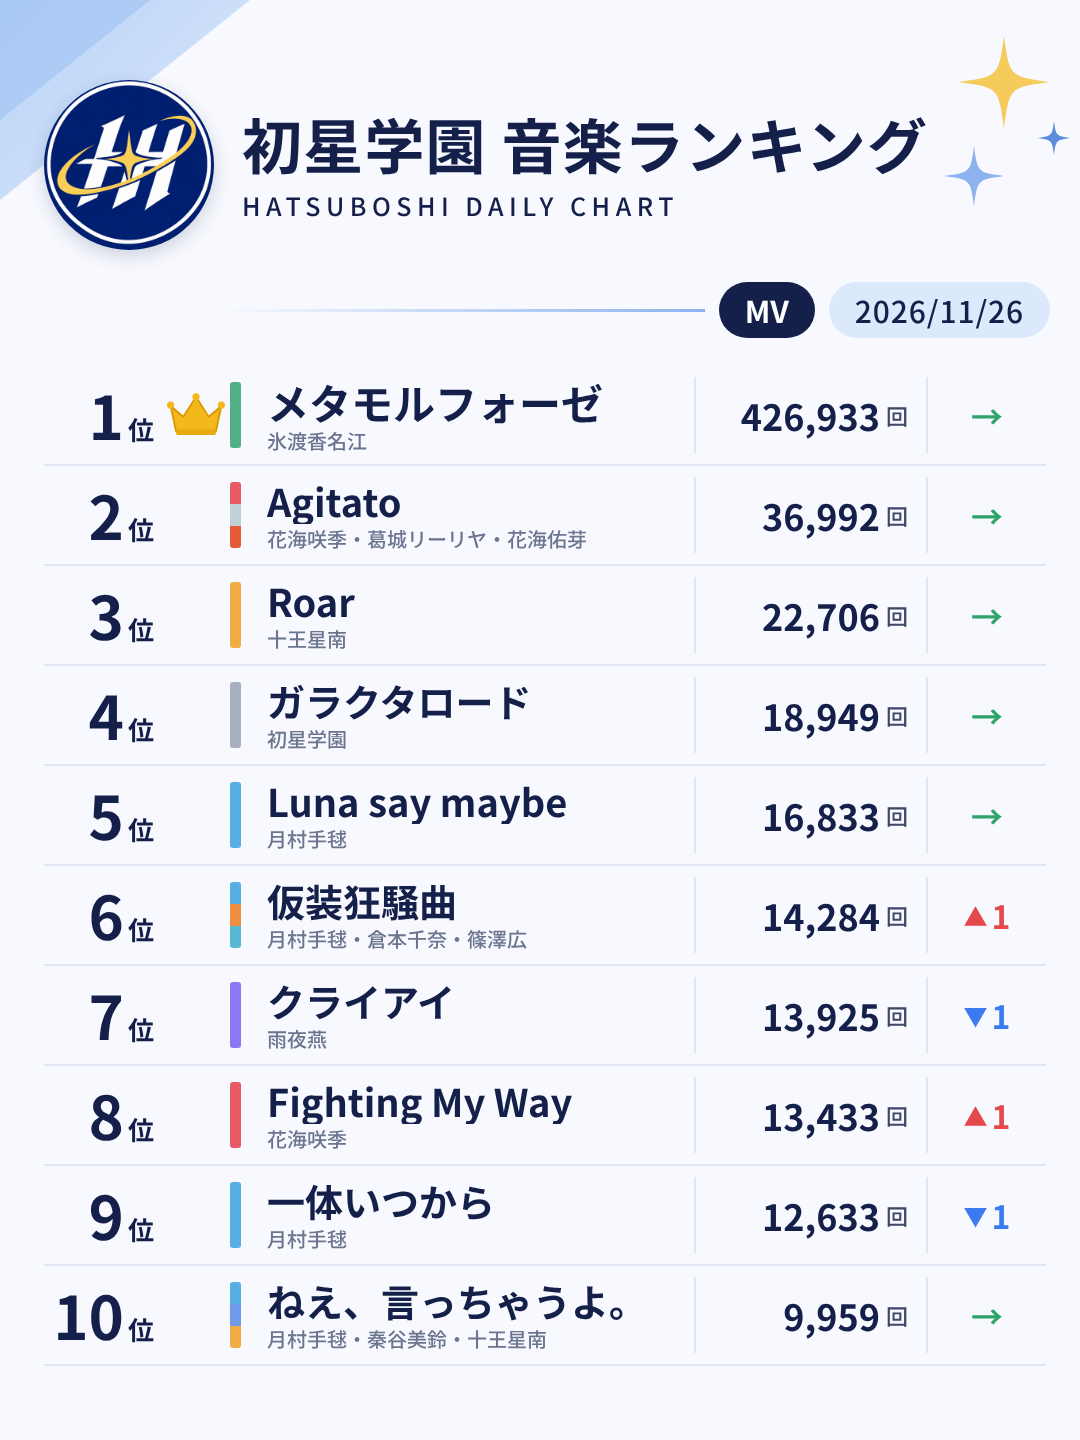 初星学園 音楽ランキング
HATSUBOSHI DAILY CHART
MV 2026/11/26
1位 メタモルフォーゼ 426,933回 →
氷渡香名江
2位 Agitato 36,992回 →
花海咲季・葛城リーリヤ・花海佑芽
3位 Roar 22,706回 →
十王星南
4位 ガラクタロード 18,949回 →
初星学園
5位 Luna say maybe 16,833回 →
月村手毬
6位 仮装狂騒曲 14,284回 ▲1
月村手毬・倉本千奈・篠澤広
7位 クライアイ 13,925回 ▼1
雨夜燕
8位 Fighting My Way 13,433回 ▲1
花海咲季
9位 一体いつから 12,633回 ▼1
月村手毬
10位 ねえ、言っちゃうよ。 9,959回 →
月村手毬・秦谷美鈴・十王星南